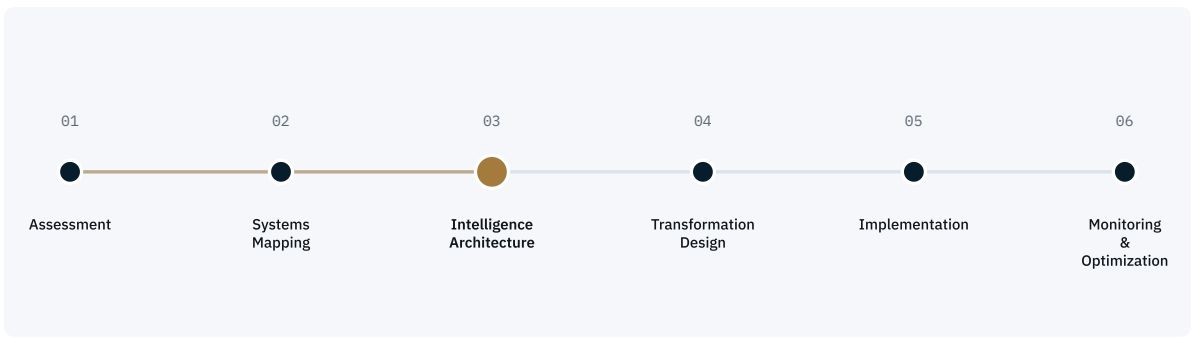 01
02
03
04
05
06
Assessment
Systems
Mapping
Intelligence
Architecture
Transformation
Design
Implementation
Monitoring
&
Optimization